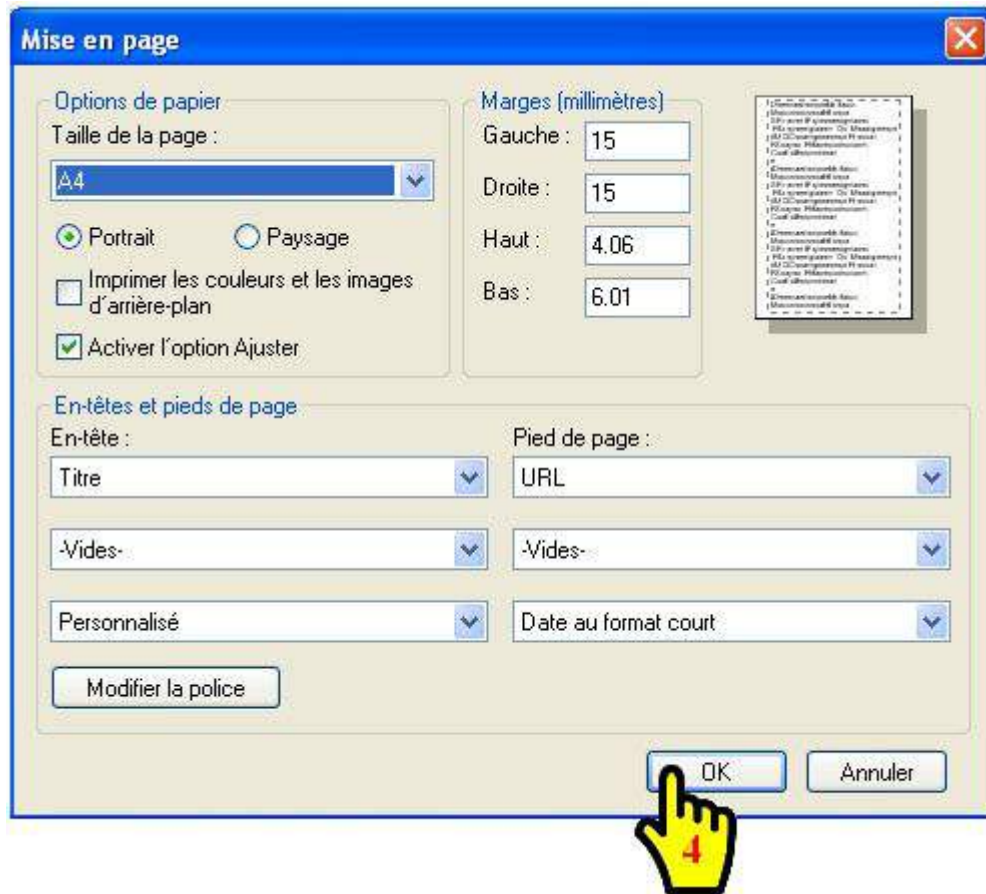 Mise en page
Options de papier
Taille de la page :
A4
Portrait
Paysage
Imprimer les couleurs et les images
d'arrière-plan
Activer l'option Ajuster
Marges (millimètres)
Gauche : 15
Droite : 15
Haut : 4.06
Bas : 6.01
En-têtes et pieds de page
En-tête :
Pied de page :
Titre
URL
-Vides-
-Vides-
Personnalisé
Date au format court
Modifier la police
OK
Annuler
4